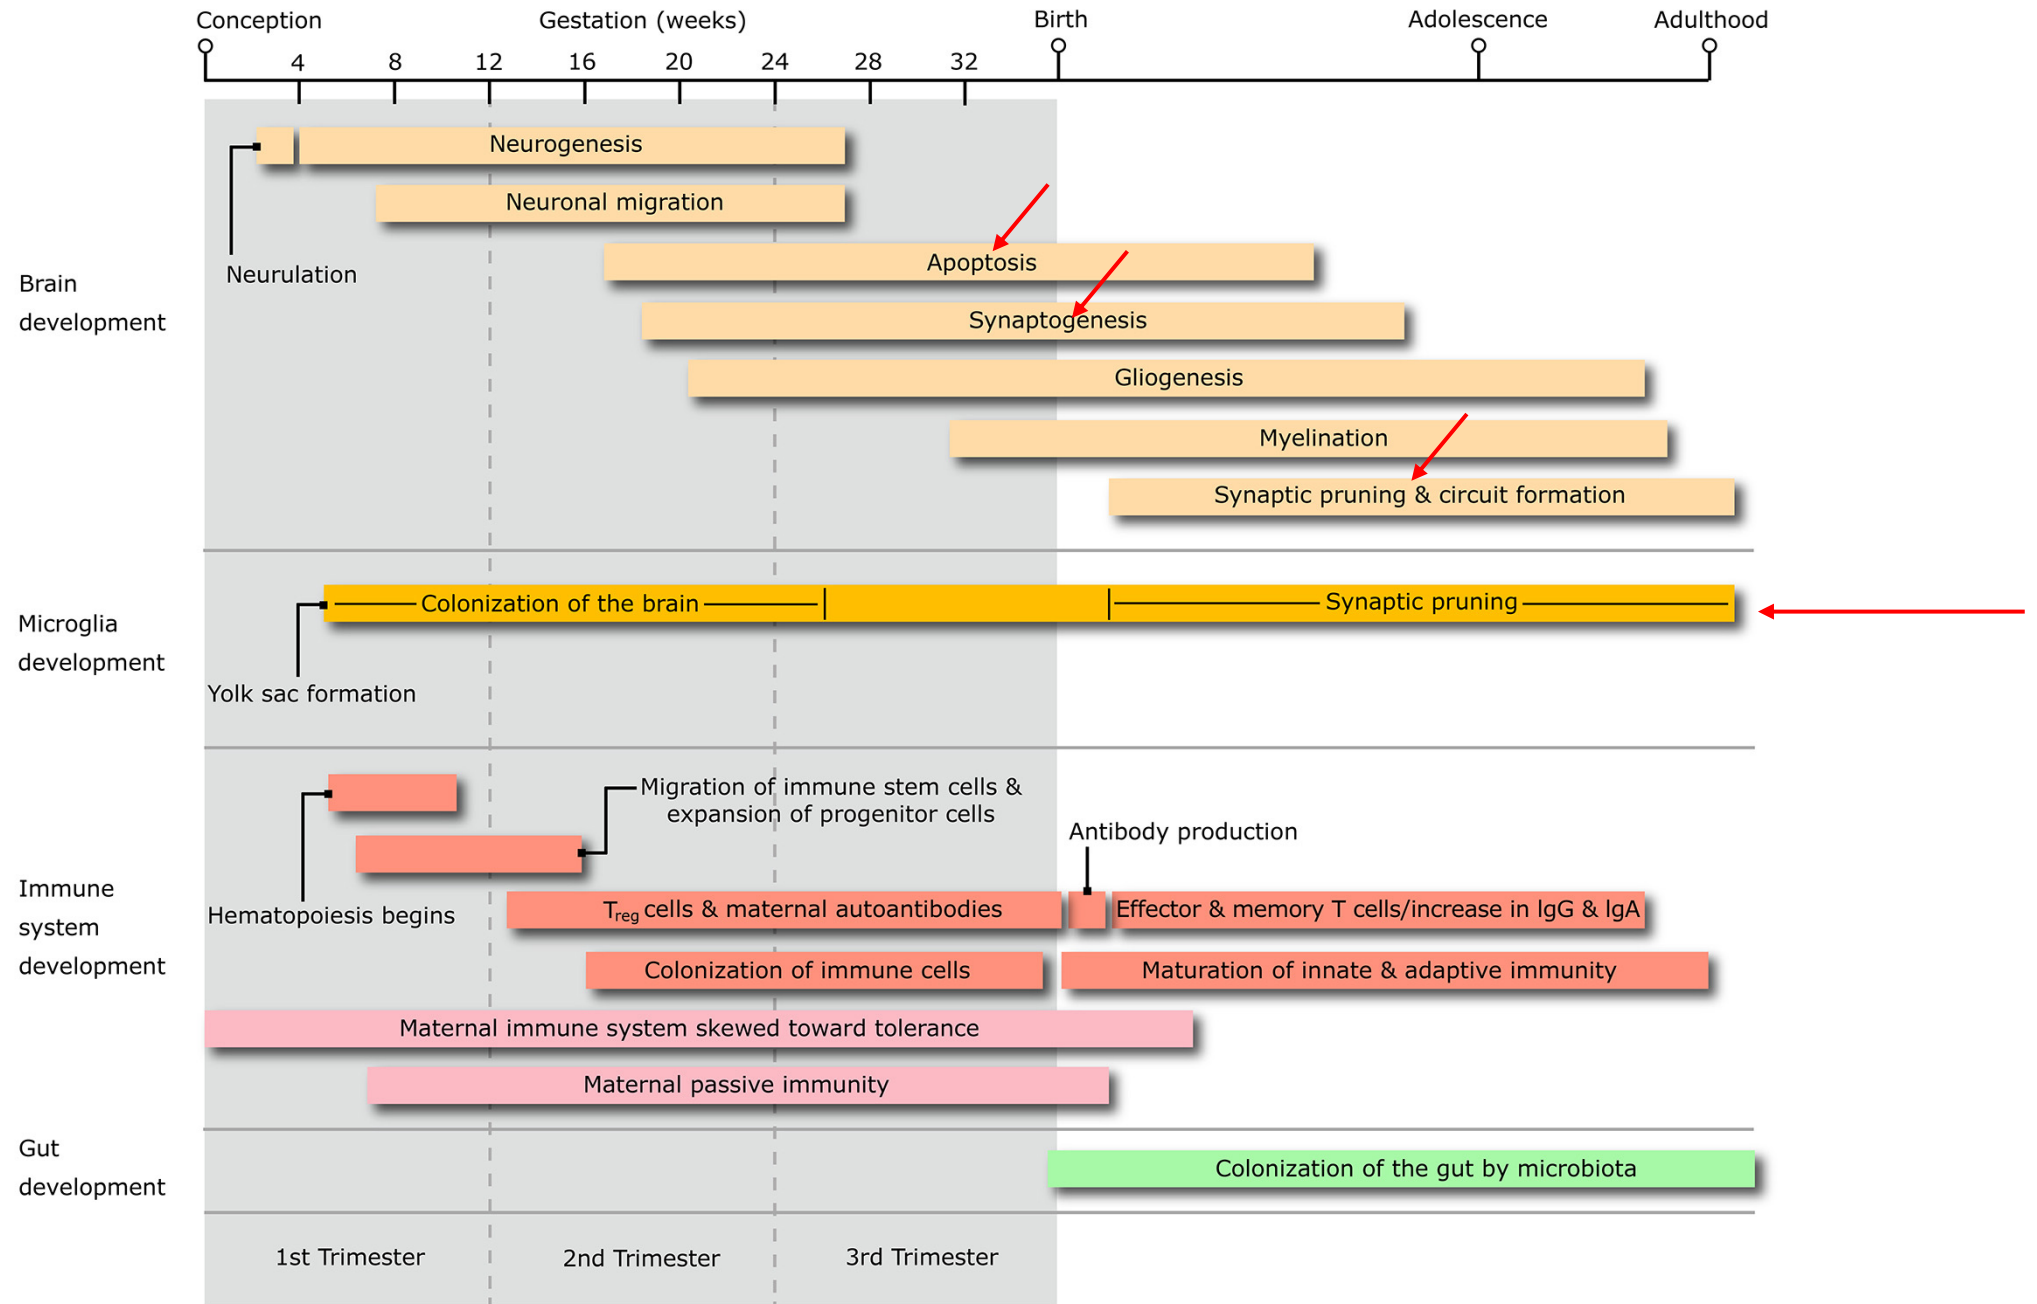 Conception
Gestation (weeks)
Birth
Adolescence
Adulthood
4 8 12 16 20 24 28 32
Brain
development
Neurogenesis
Neuronal migration
Neurulation
Apoptosis
Synaptogenesis
Gliogenesis
Myelination
Synaptic pruning & circuit formation
Microglia
development
Colonization of the brain
Synaptic pruning
Yolk sac formation
Immune
system
development
Migration of immune stem cells &
expansion of progenitor cells
Antibody production
Hematopoiesis begins
Treg cells & maternal autoantibodies
Effector & memory T cells/increase in IgG & IgA
Colonization of immune cells
Maturation of innate & adaptive immunity
Maternal immune system skewed toward tolerance
Maternal passive immunity
Gut
development
Colonization of the gut by microbiota
1st Trimester
2nd Trimester
3rd Trimester